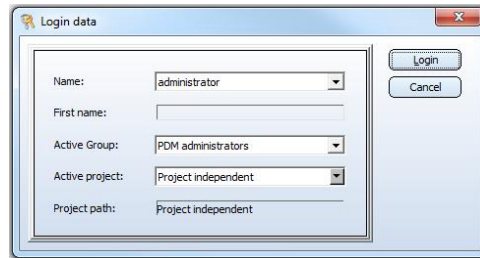 Login data
Login
Name: administrator
Cancel
First name:
Active Group: PDM administrators
Active project: Project independent
Project path: Project independent